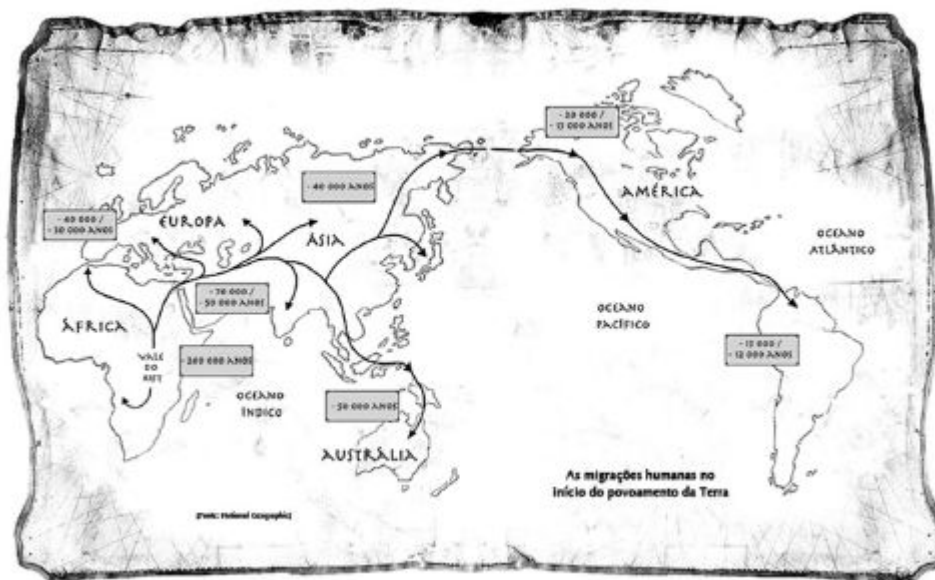 - 20 000 /
- 15 000 ANOS
AMÉRICA
- 40 000 ANOS
- 40 000 /
- 30 000 ANOS
EUROPA
ÁSIA
OCEANO
ATLÂNTICO
- 70 000 /
- 50 000 ANOS
OCEANO
PACÍFICO
ÁFRICA
VALE
DO
RIFT
- 200 000 ANOS
- 15 000 /
- 12 000 ANOS
OCEANO
ÍNDICO
- 50 000 ANOS
AUSTRÁLIA
As migrações humanas no
início do povoamento da Terra
(Fonte: National Geographic)